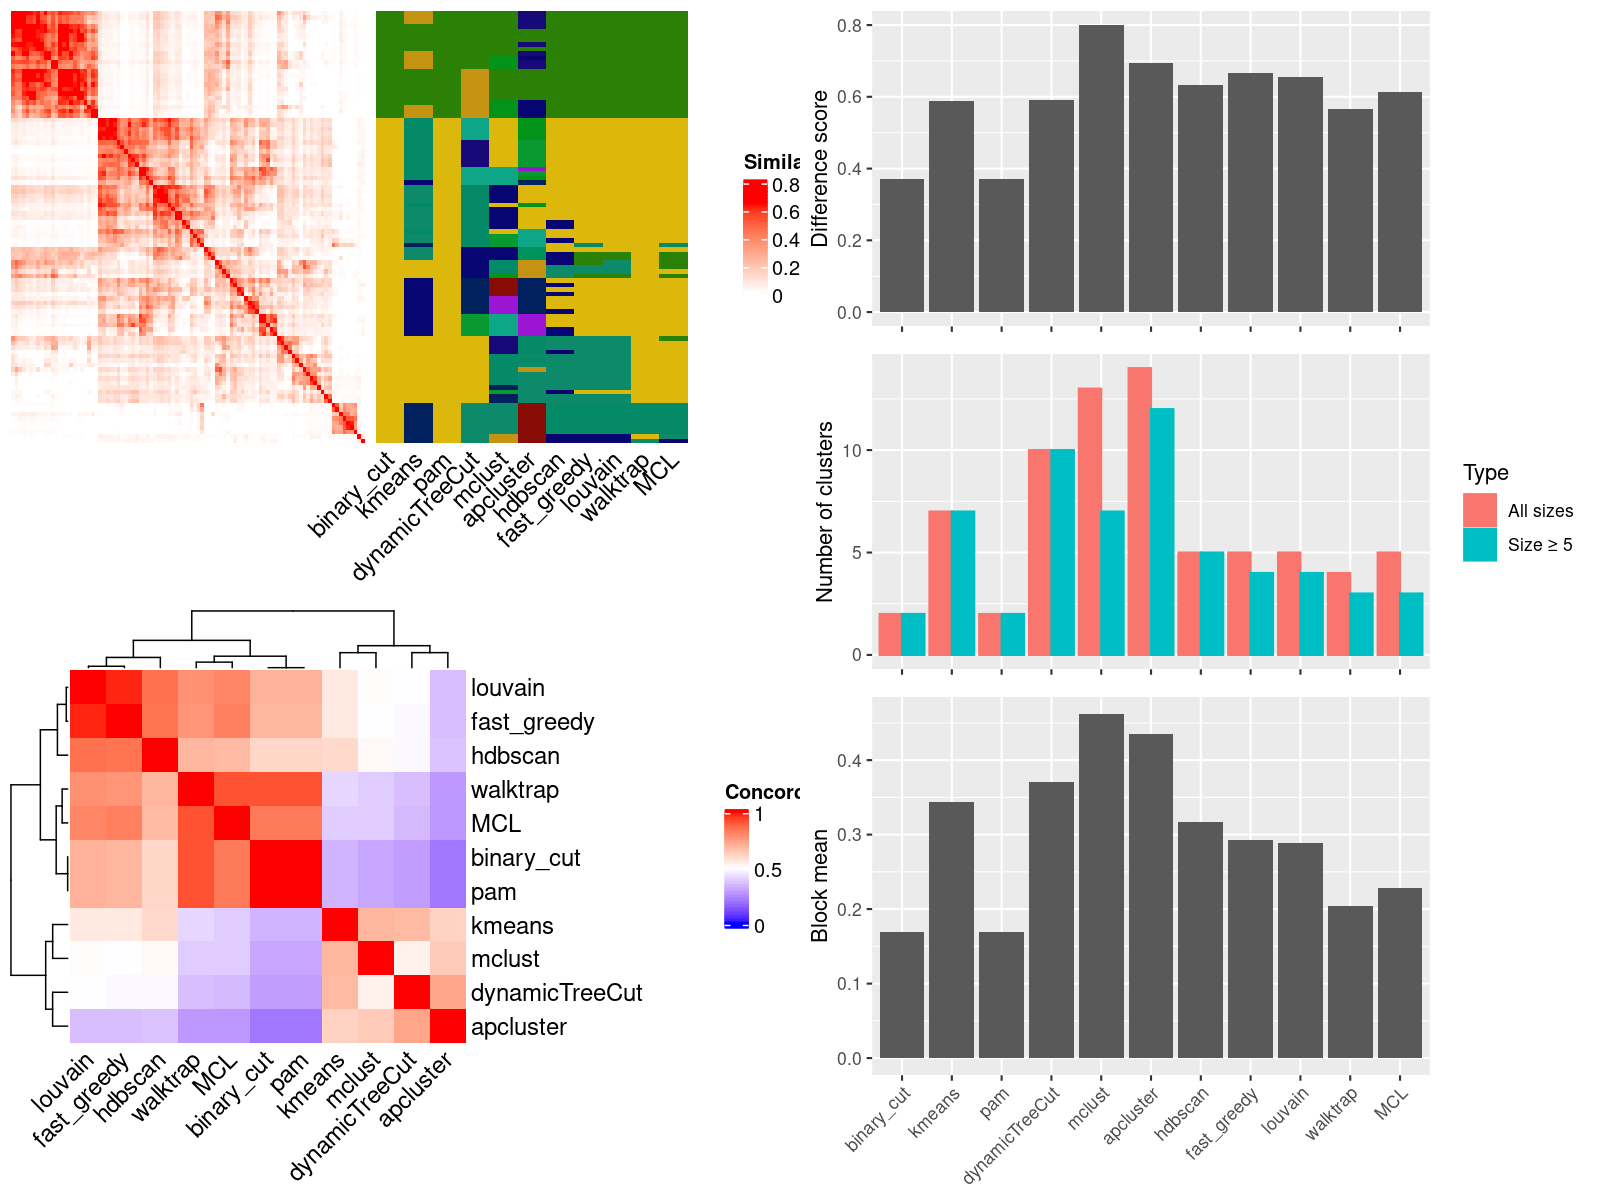 Simila
0.8
0.6
0.4
0.2
0
binary_cut
kmeans
pam
dynamicTreeCut
mclust
apcluster
hdbscan
fast_greedy
louvain
walktrap
MCL
louvain
fast_greedy
hdbscan
walktrap
MCL
binary_cut
pam
kmeans
mclust
dynamicTreeCut
apcluster
louvain
fast_greedy
hdbscan
walktrap
MCL
binary_cut
pam
kmeans
mclust
dynamicTreeCut
apcluster
Concord
1
0.5
0
Difference score
0.8
0.6
0.4
0.2
0.0
Number of clusters
10
5
0
Type
All sizes
Size ≥ 5
Block mean
0.4
0.3
0.2
0.1
0.0
binary_cut
kmeans
pam
dynamicTreeCut
mclust
apcluster
hdbscan
fast_greedy
louvain
walktrap
MCL